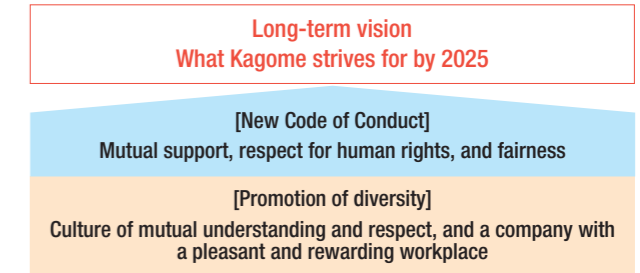 Long-term vision
What Kagome strives for by 2025
[New Code of Conduct]
Mutual support, respect for human rights, and fairness
[Promotion of diversity]
Culture of mutual understanding and respect, and a company with
a pleasant and rewarding workplace